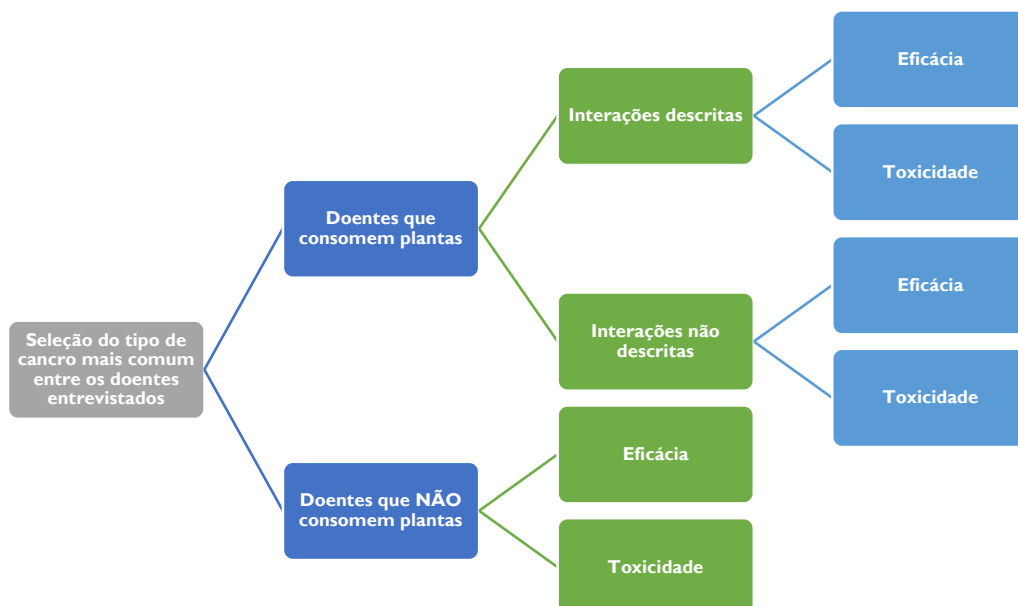 Seleção do tipo de
cancro mais comum
entre os doentes
entrevistados
Doentes que
consomem plantas
Interações descritas
Eficácia
Toxicidade
Interações não
descritas
Eficácia
Toxicidade
Doentes que NÃO
consomem plantas
Eficácia
Toxicidade